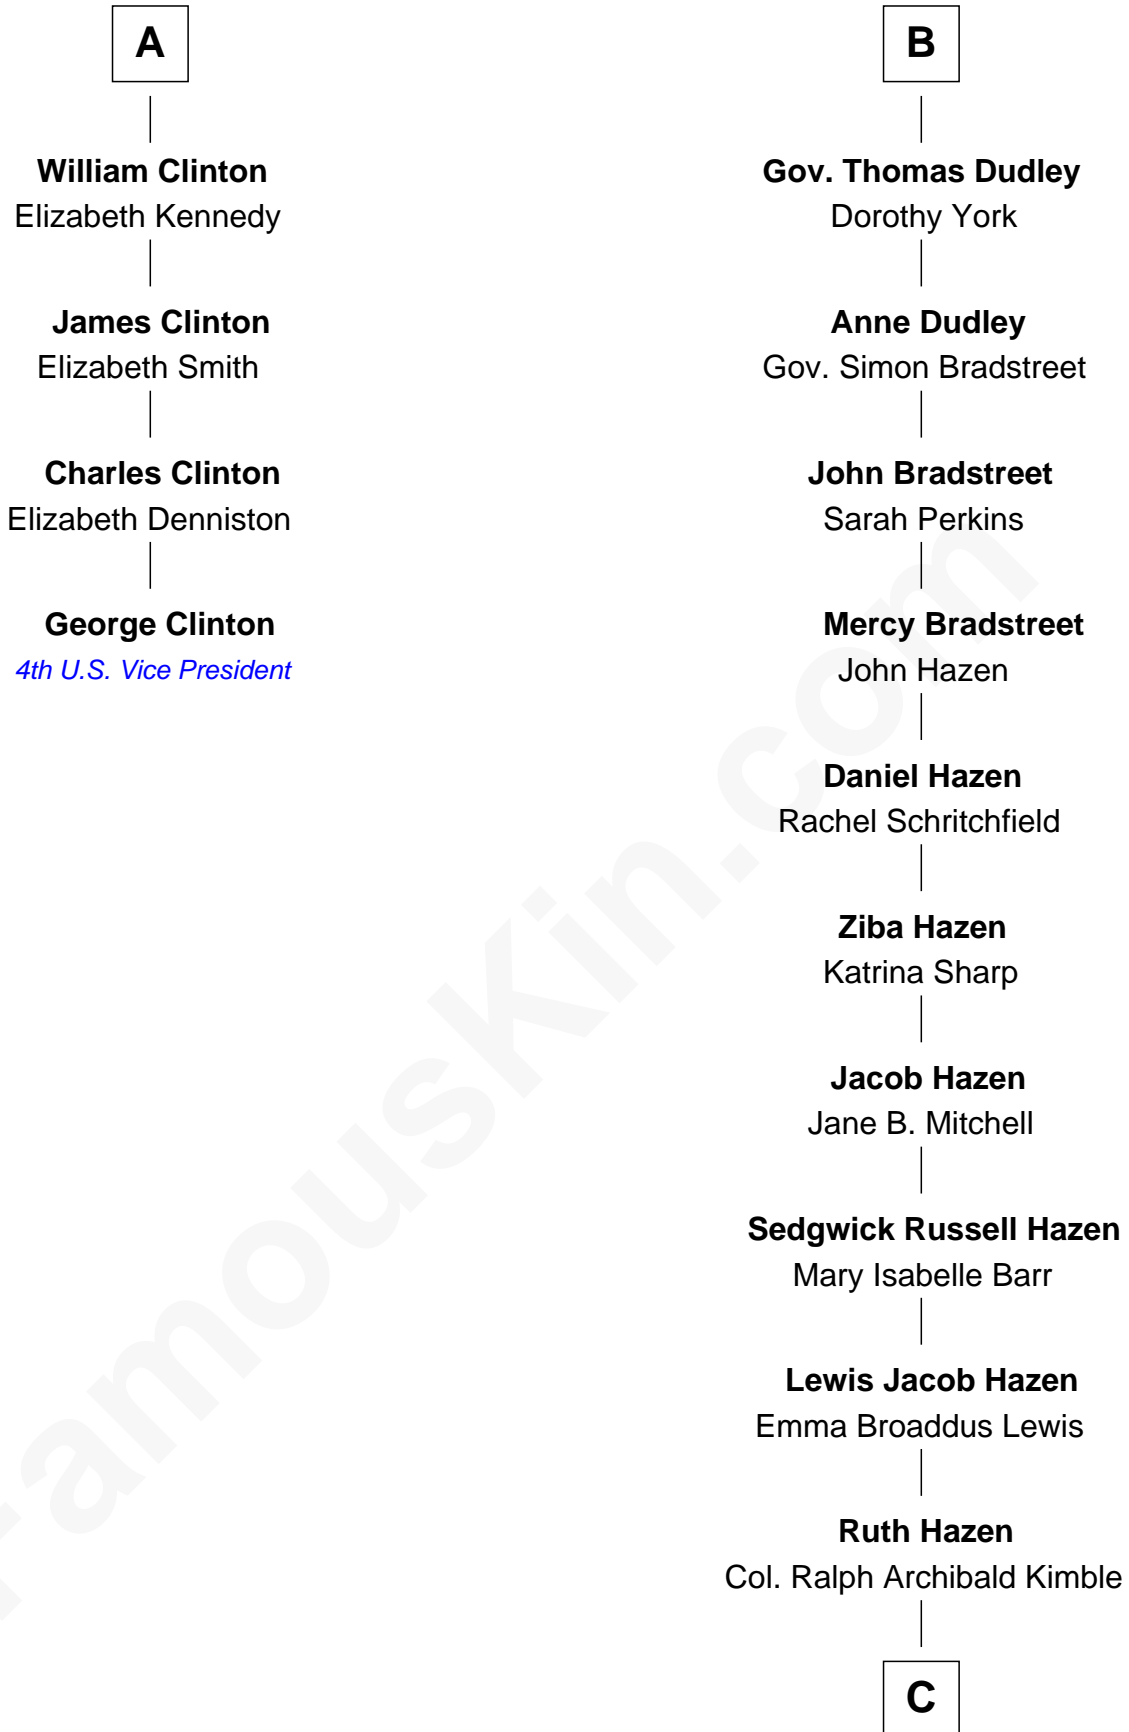 A
William Clinton
Elizabeth Kennedy
James Clinton
Elizabeth Smith
Charles Clinton
Elizabeth Denniston
George Clinton
4th U.S. Vice President
B
Gov. Thomas Dudley
Dorothy York
Anne Dudley
Gov. Simon Bradstreet
John Bradstreet
Sarah Perkins
Mercy Bradstreet
John Hazen
Daniel Hazen
Rachel Schritchfield
Ziba Hazen
Katrina Sharp
Jacob Hazen
Jane B. Mitchell
Sedgwick Russell Hazen
Mary Isabelle Barr
Lewis Jacob Hazen
Emma Broaddus Lewis
Ruth Hazen
Col. Ralph Archibald Kimble
C
FamousKin.com